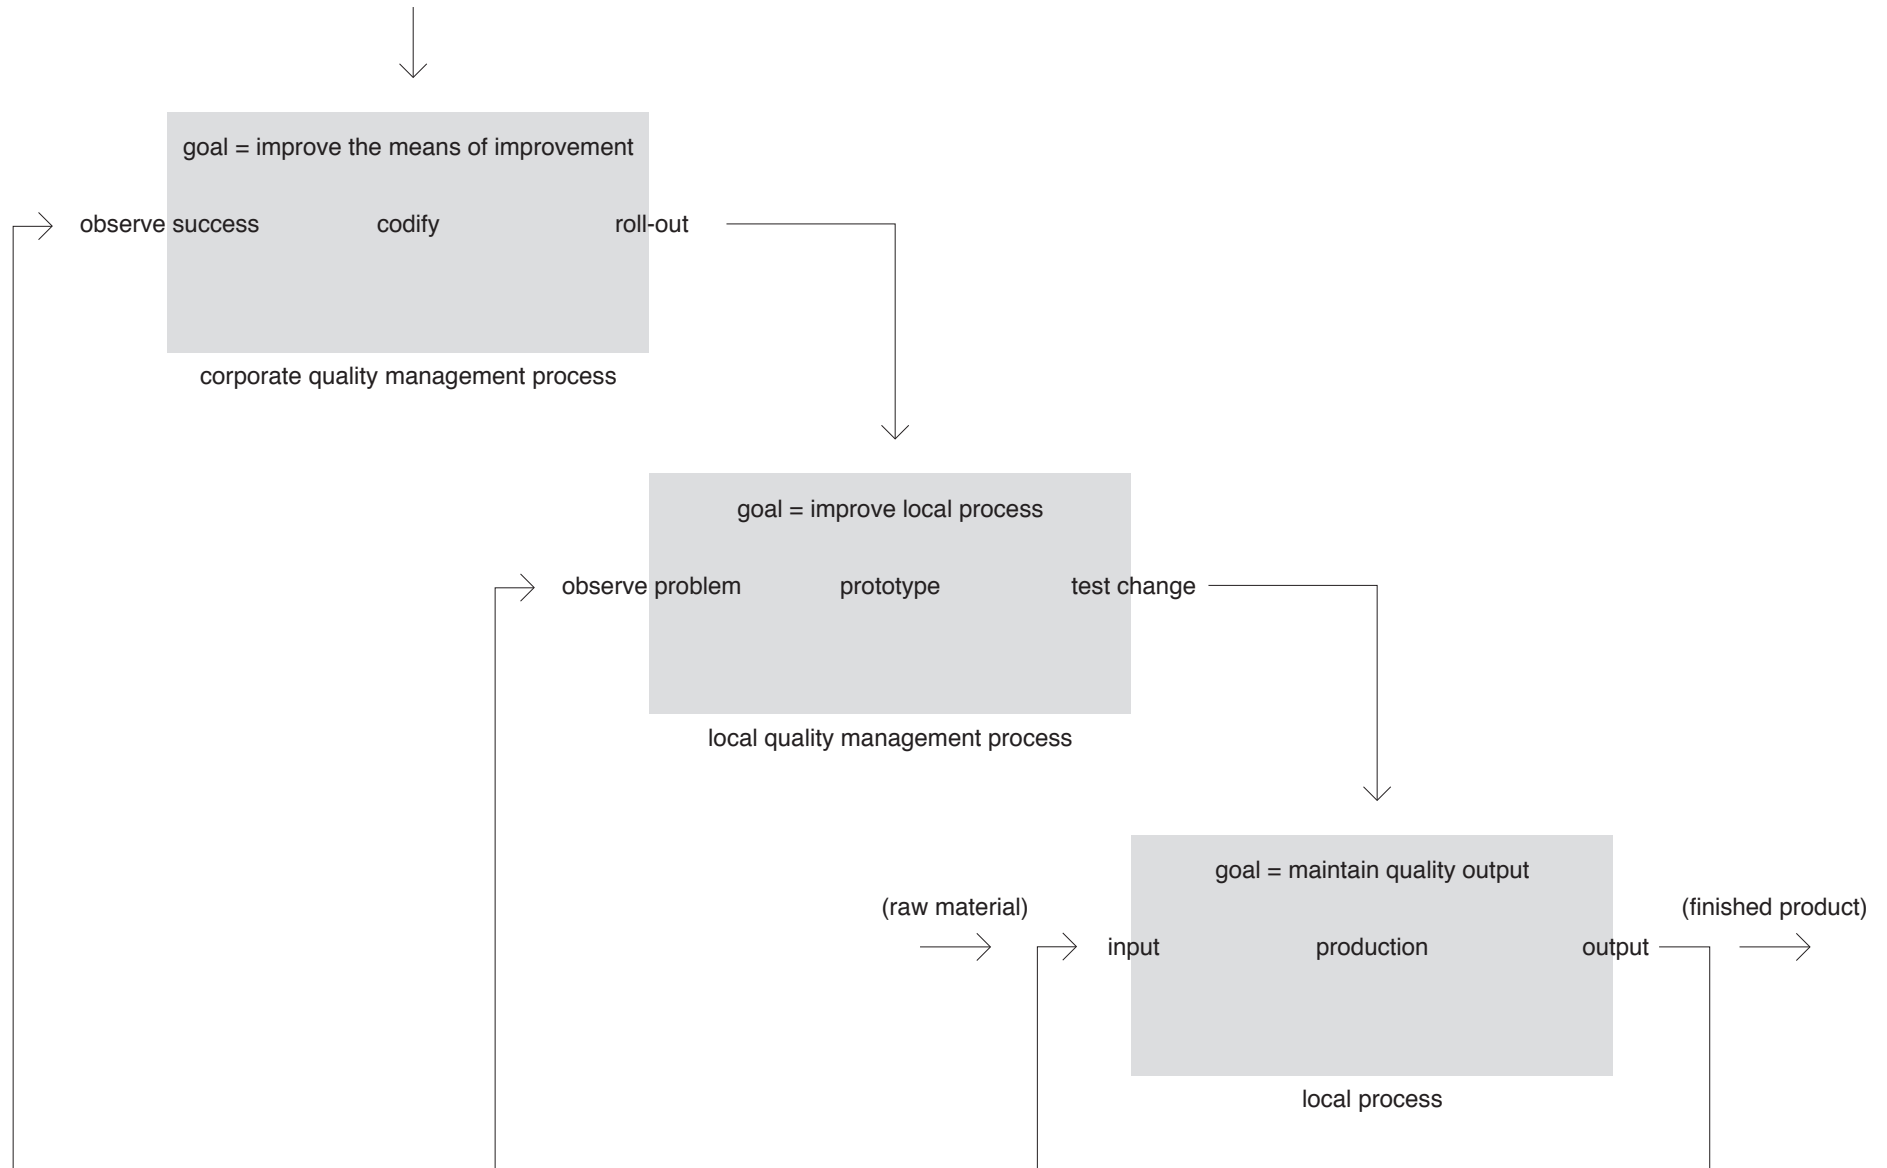 goal = improve the means of improvement
observe success codify roll-out
corporate quality management process
goal = improve local process
observe problem prototype test change
local quality management process
goal = maintain quality output
(raw material) (finished product)
input production output
local process